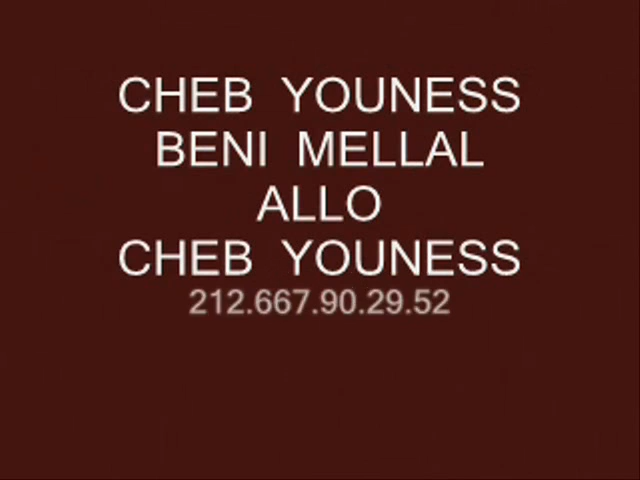 CHEB YOUNESS
BENI MELLAL
ALLO
CHEB YOUNESS
212.667.90.29.52